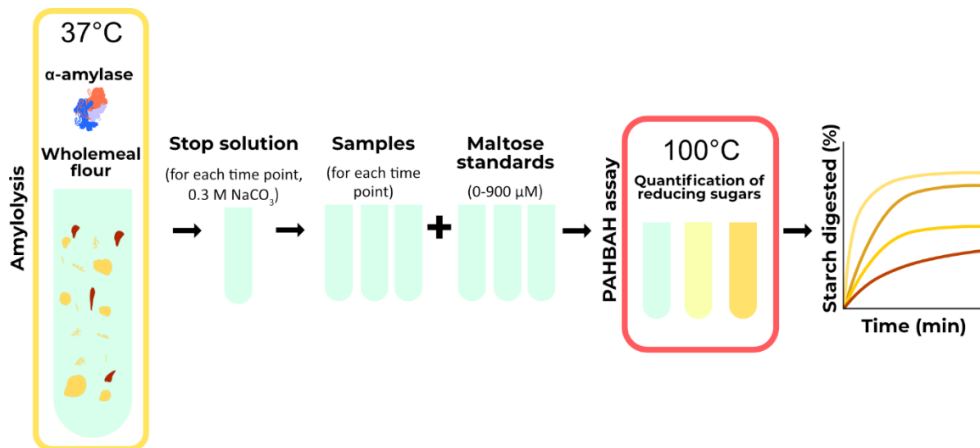 Amylolysis
37°C
α-amylase
Wholemeal
flour
Stop solution
(for each time point,
0.3 M NaCO₃)
Samples
(for each time
point)
+
Maltose
standards
(0-900 µM)
PAHBAH assay
100°C
Quantification of
reducing sugars
Starch digested (%)
Time (min)